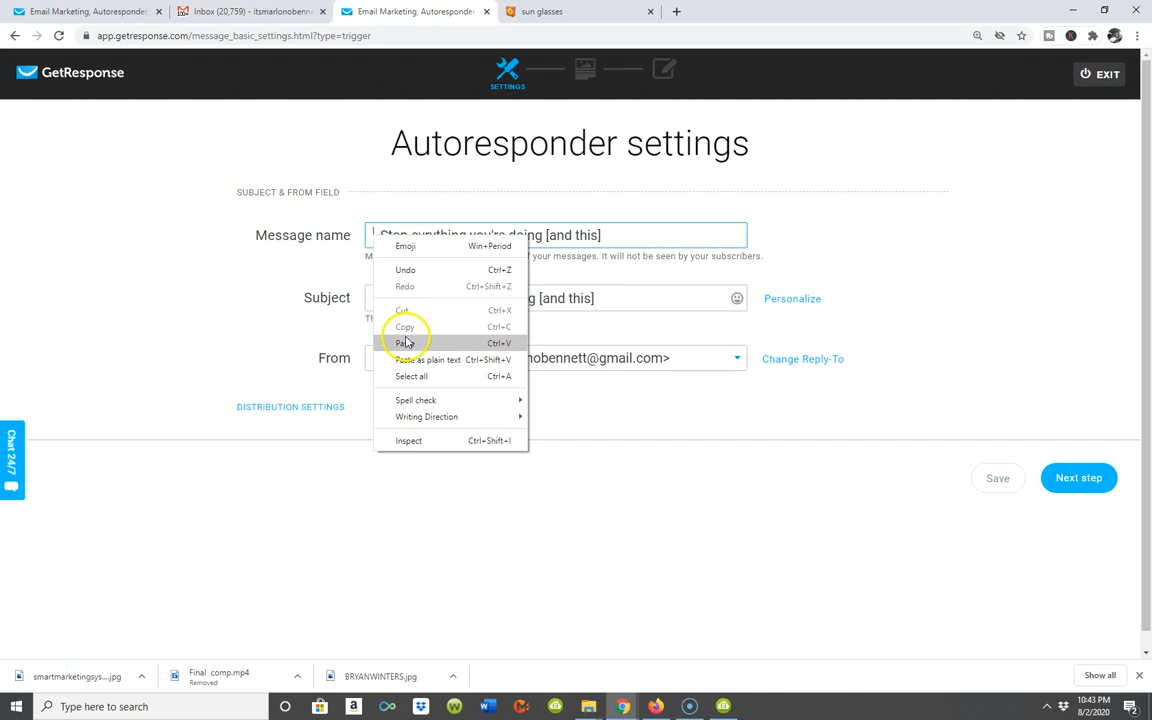 Email Marketing, Autoresponder
Inbox (20,759) - itsmarlonobenn
Email Marketing, Autoresponder
sun glasses
app.getresponse.com/message_basic_settings.html?type=trigger
GetResponse
SETTINGS
EXIT
Autoresponder settings
SUBJECT & FROM FIELD
Message name
Stop evrything you're doing [and this]
of your messages. It will not be seen by your subscribers.
Subject
g [and this]
Personalize
From
nobennett@gmail.com>
Change Reply-To
DISTRIBUTION SETTINGS
Emoji Win+Period
Undo Ctrl+Z
Redo Ctrl+Shift+Z
Cut Ctrl+X
Copy Ctrl+C
Paste Ctrl+V
Paste as plain text Ctrl+Shift+V
Select all Ctrl+A
Spell check
Writing Direction
Inspect Ctrl+Shift+I
Save
Next step
Chat 24/7
smartmarketingsys....jpg
Final comp.mp4
Removed
BRYANWINTERS.jpg
Show all
Type here to search
10:43 PM
8/2/2020